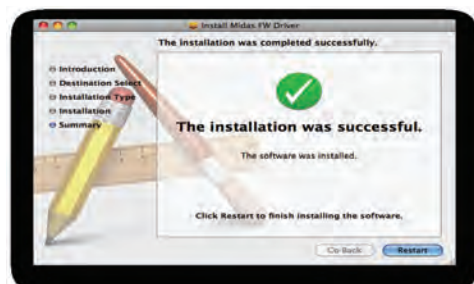 Install Midas FW Driver
The installation was completed successfully.
Introduction
Destination Select
Installation Type
Installation
Summary
The installation was successful.
The software was installed.
Click Restart to finish installing the software.
Go Back
Restart